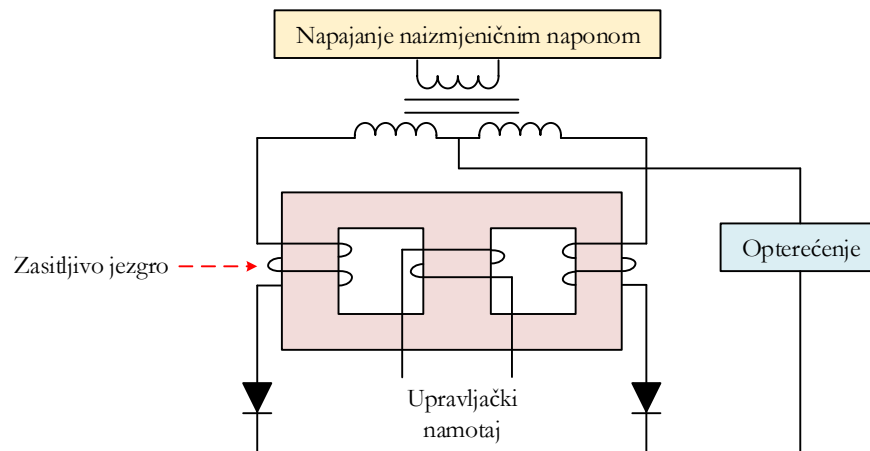 Napajanje naizmjeničnim naponom
Zasitljivo jezgro
Opterećenje
Upravljački
namotaj